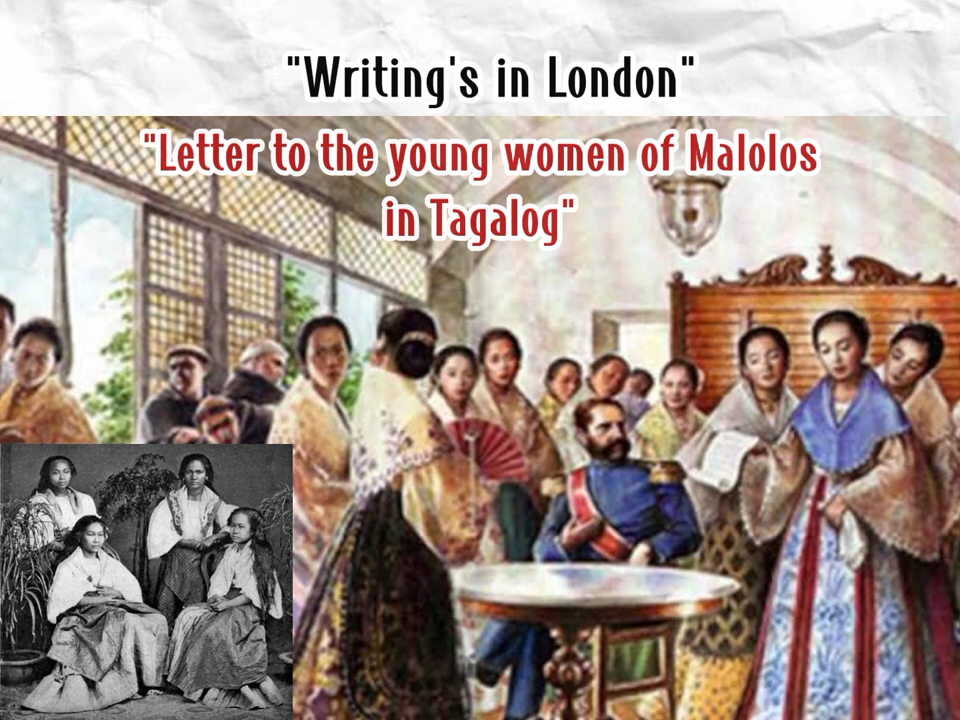 "Writing's in London"
"Letter to the young women of Malolos
in Tagalog"